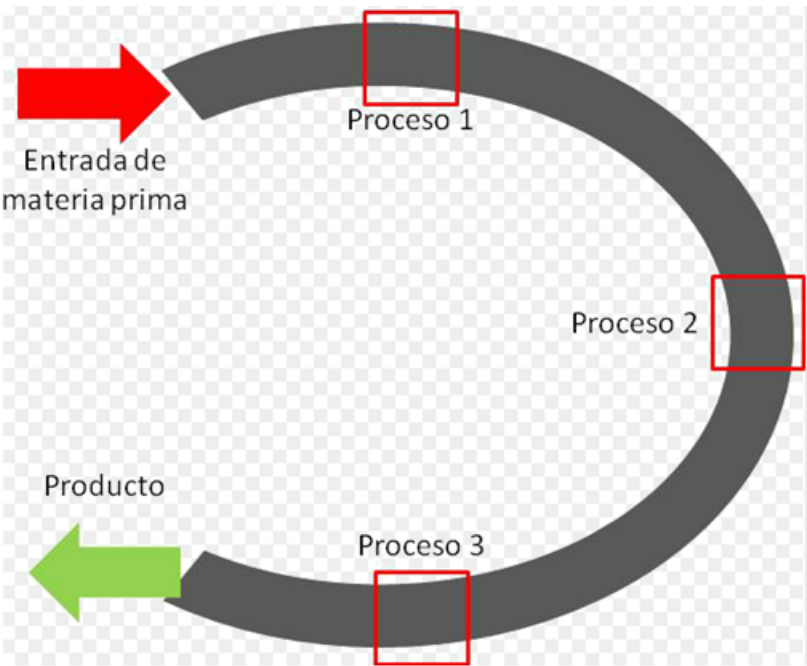 Proceso 1
Entrada de
materia prima
Proceso 2
Producto
Proceso 3